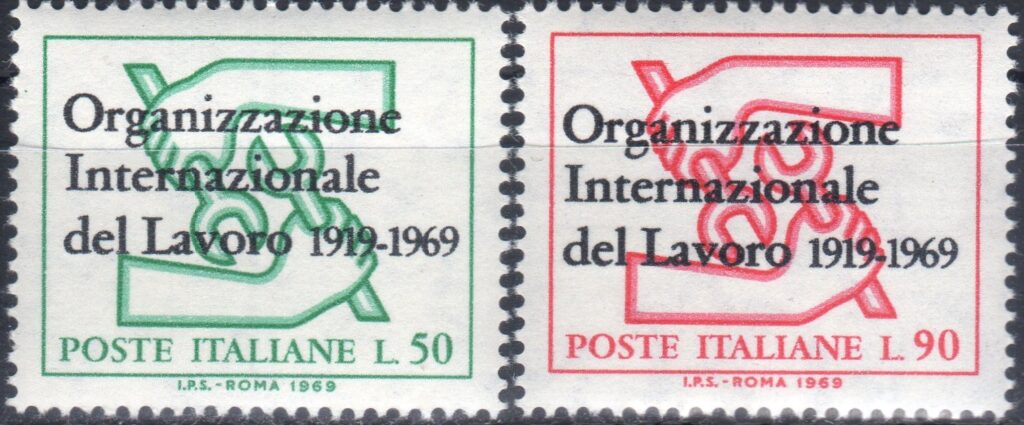 Organizzazione
Internazionale
del Lavoro 1919-1969
POSTE ITALIANE L. 50
I.P.S. - ROMA 1969
Organizzazione
Internazionale
del Lavoro 1919-1969
POSTE ITALIANE L. 90
I.P.S. - ROMA 1969